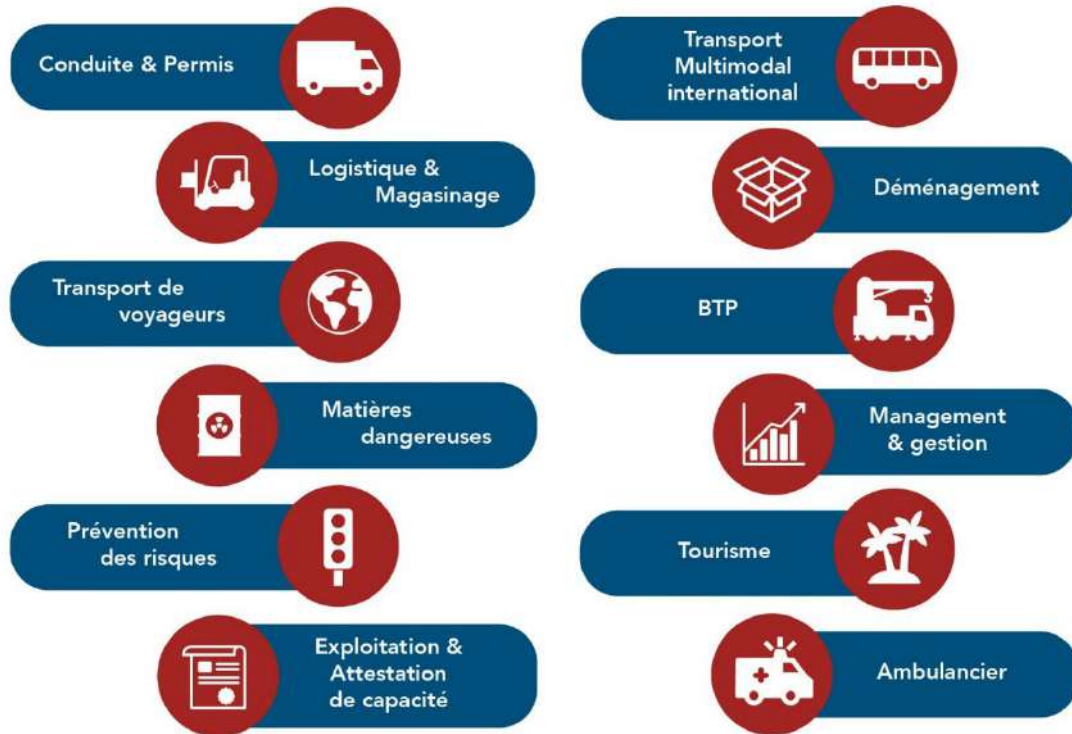 Conduite & Permis
Logistique &
Magasinage
Transport de
voyageurs
Matières
dangereuses
Prévention
des risques
Exploitation &
Attestation
de capacité
Transport
Multimodal
international
Déménagement
BTP
Management
& gestion
Tourisme
Ambulancier